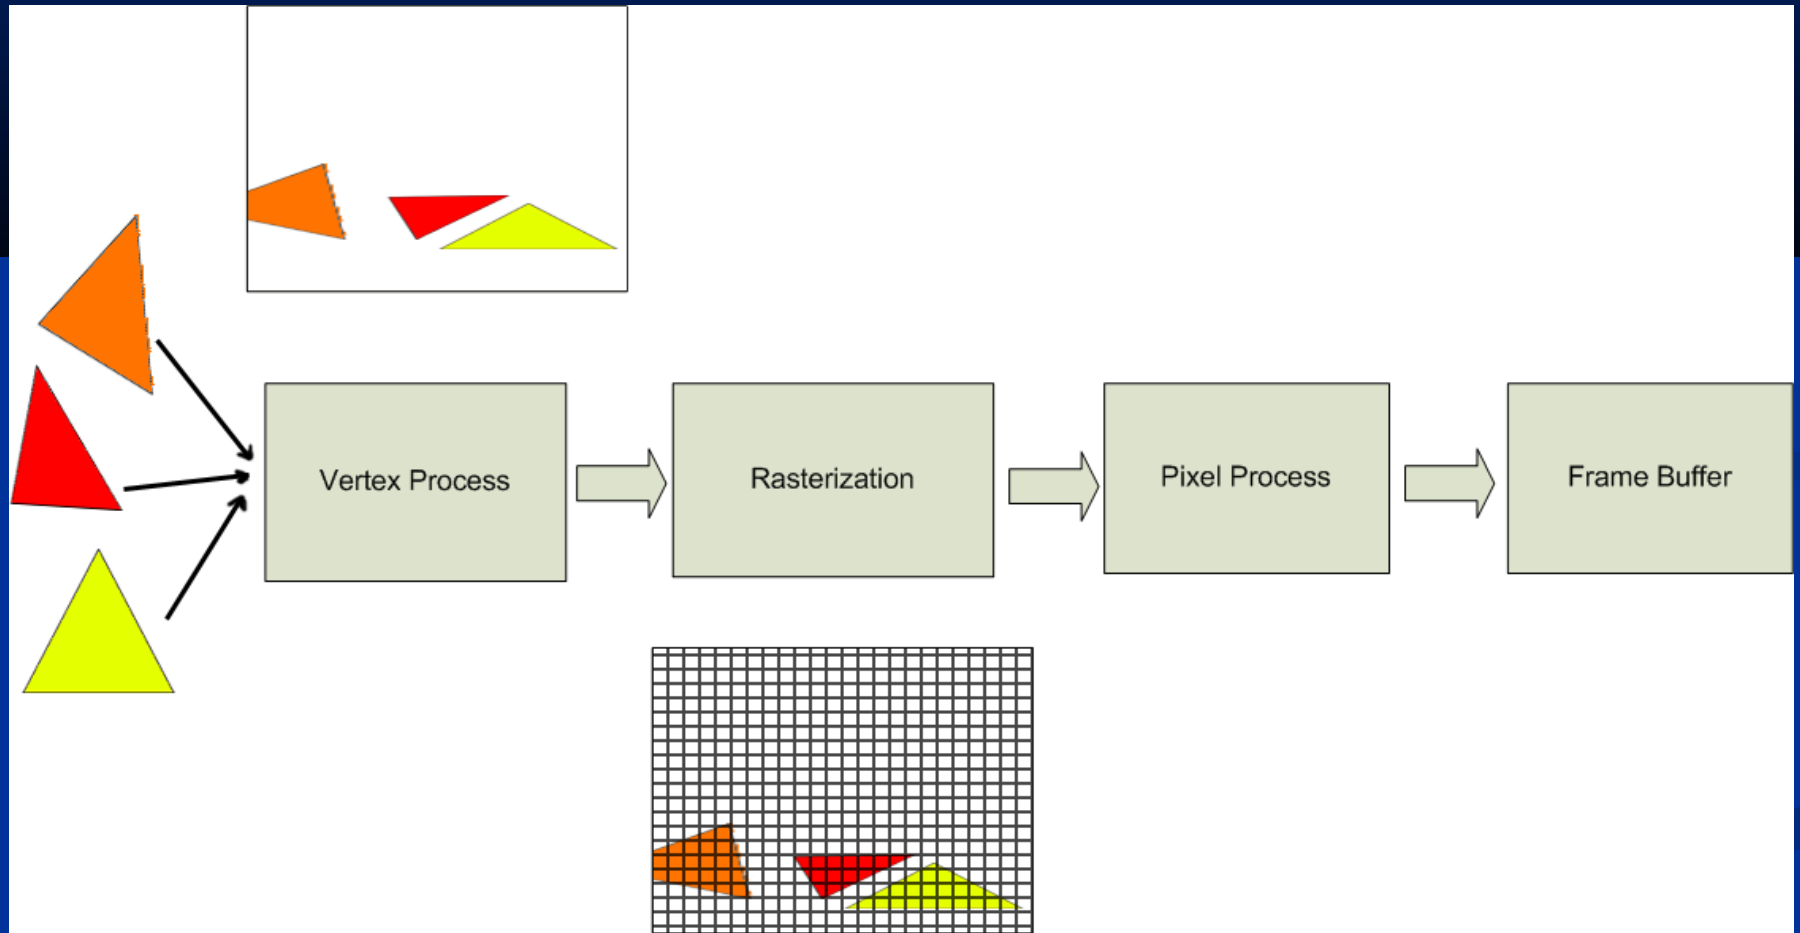 Vertex Process
Rasterization
Pixel Process
Frame Buffer